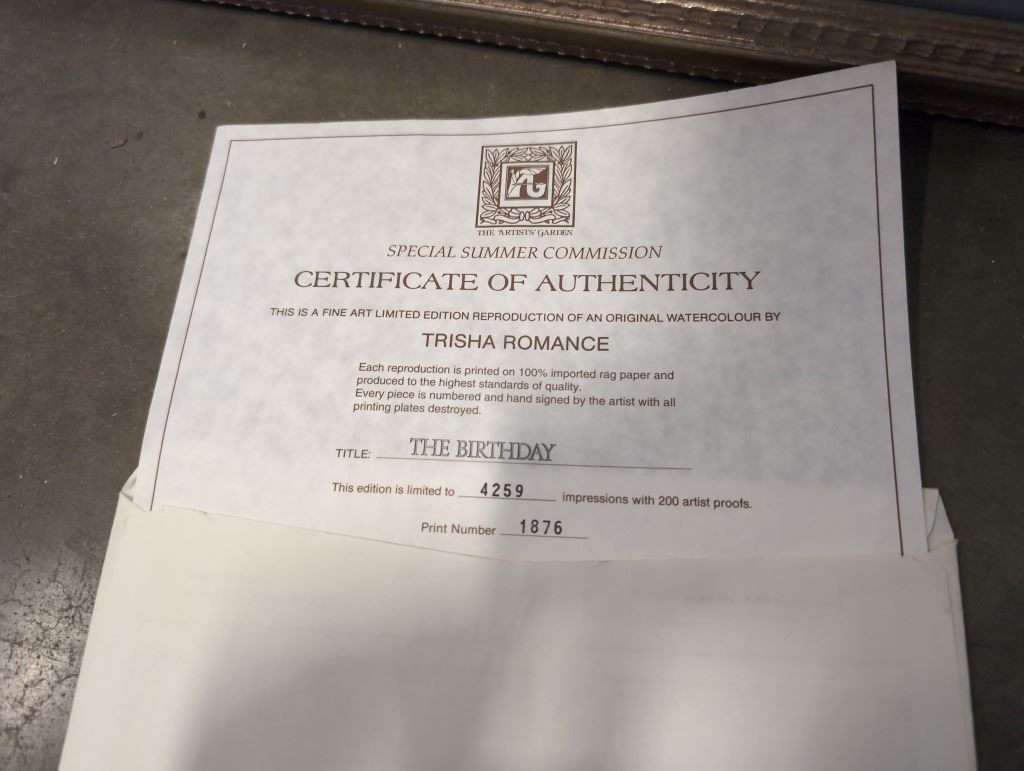 AG
THE ARTISTS' GARDEN
SPECIAL SUMMER COMMISSION
CERTIFICATE OF AUTHENTICITY
THIS IS A FINE ART LIMITED EDITION REPRODUCTION OF AN ORIGINAL WATERCOLOUR BY
TRISHA ROMANCE
Each reproduction is printed on 100% imported rag paper and
produced to the highest standards of quality.
Every piece is numbered and hand signed by the artist with all
printing plates destroyed.
TITLE: THE BIRTHDAY
This edition is limited to 4259 impressions with 200 artist proofs.
Print Number 1876